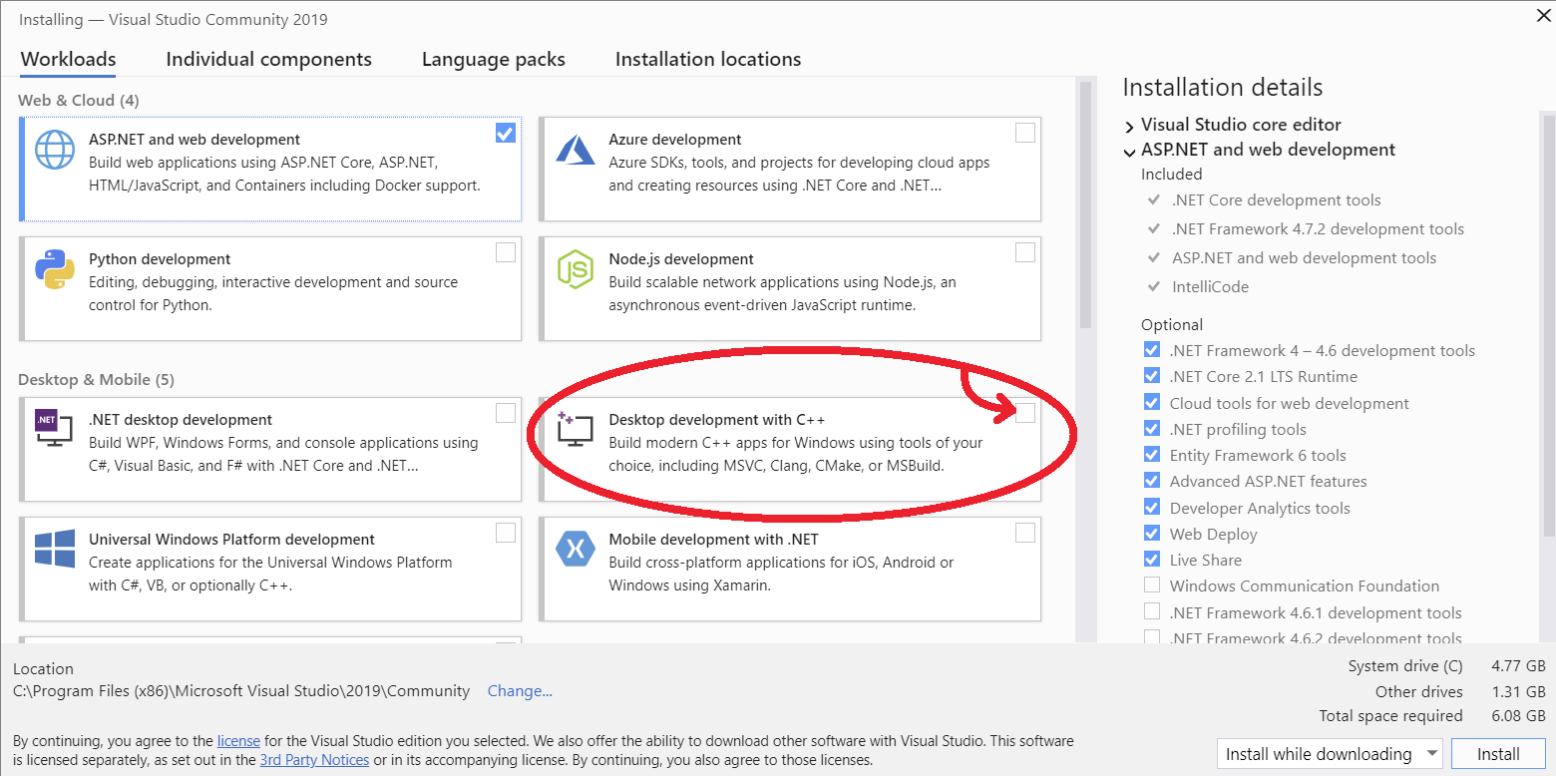 Installing — Visual Studio Community 2019
Workloads
Individual components
Language packs
Installation locations
Web & Cloud (4)
ASP.NET and web development
Build web applications using ASP.NET Core, ASP.NET,
HTML/JavaScript, and Containers including Docker support.
Azure development
Azure SDKs, tools, and projects for developing cloud apps
and creating resources using .NET Core and .NET...
Python development
Editing, debugging, interactive development and source
control for Python.
JS
Node.js development
Build scalable network applications using Node.js, an
asynchronous event-driven JavaScript runtime.
Desktop & Mobile (5)
.NET
.NET desktop development
Build WPF, Windows Forms, and console applications using
C#, Visual Basic, and F# with .NET Core and .NET...
Desktop development with C++
Build modern C++ apps for Windows using tools of your
choice, including MSVC, Clang, CMake, or MSBuild.
Universal Windows Platform development
Create applications for the Universal Windows Platform
with C#, VB, or optionally C++.
Mobile development with .NET
Build cross-platform applications for iOS, Android or
Windows using Xamarin.
Installation details
Visual Studio core editor
ASP.NET and web development
Included
.NET Core development tools
.NET Framework 4.7.2 development tools
ASP.NET and web development tools
IntelliCode
Optional
.NET Framework 4 – 4.6 development tools
.NET Core 2.1 LTS Runtime
Cloud tools for web development
.NET profiling tools
Entity Framework 6 tools
Advanced ASP.NET features
Developer Analytics tools
Web Deploy
Live Share
Windows Communication Foundation
.NET Framework 4.6.1 development tools
.NET Framework 4.6.2 development tools
Location
C:\Program Files (x86)\Microsoft Visual Studio\2019\Community Change...
System drive (C) 4.77 GB
Other drives 1.31 GB
Total space required 6.08 GB
By continuing, you agree to the license for the Visual Studio edition you selected. We also offer the ability to download other software with Visual Studio. This software
is licensed separately, as set out in the 3rd Party Notices or in its accompanying license. By continuing, you also agree to those licenses.
Install while downloading
Install